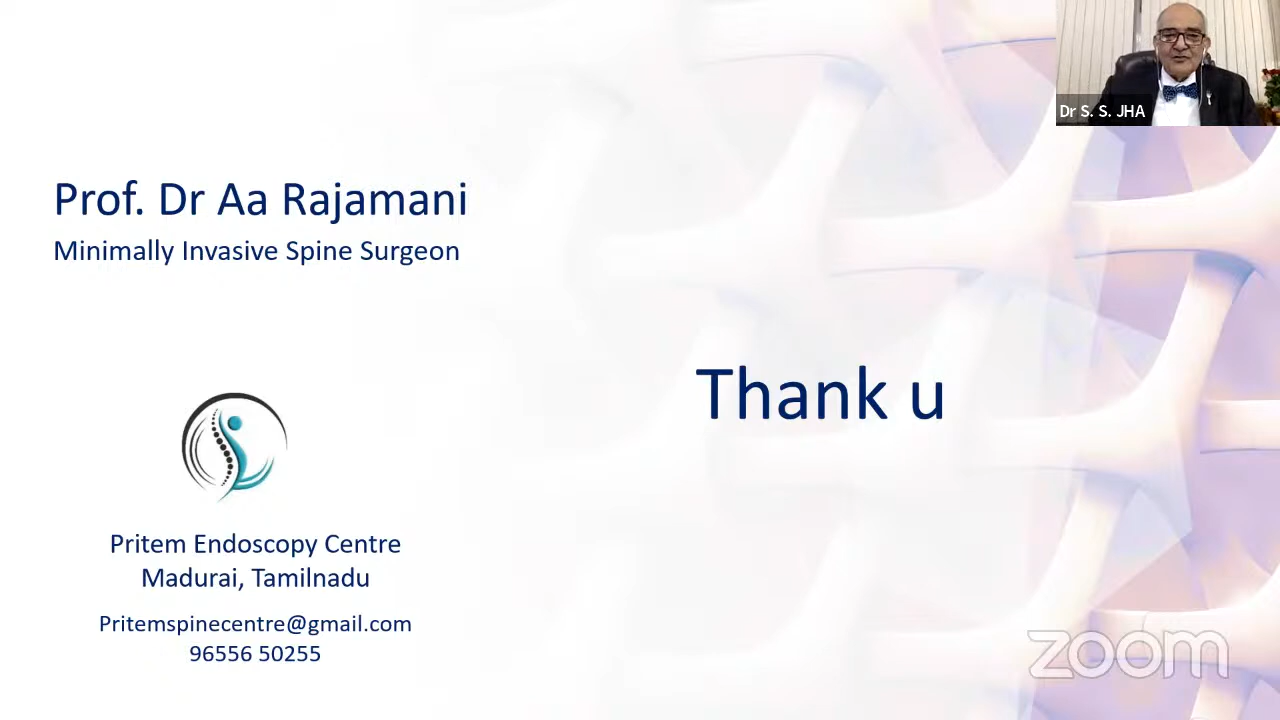 Dr S. S. JHA
Prof. Dr Aa Rajamani
Minimally Invasive Spine Surgeon
Thank u
Pritem Endoscopy Centre
Madurai, Tamilnadu
Pritemspinecentre@gmail.com
96556 50255
zoom